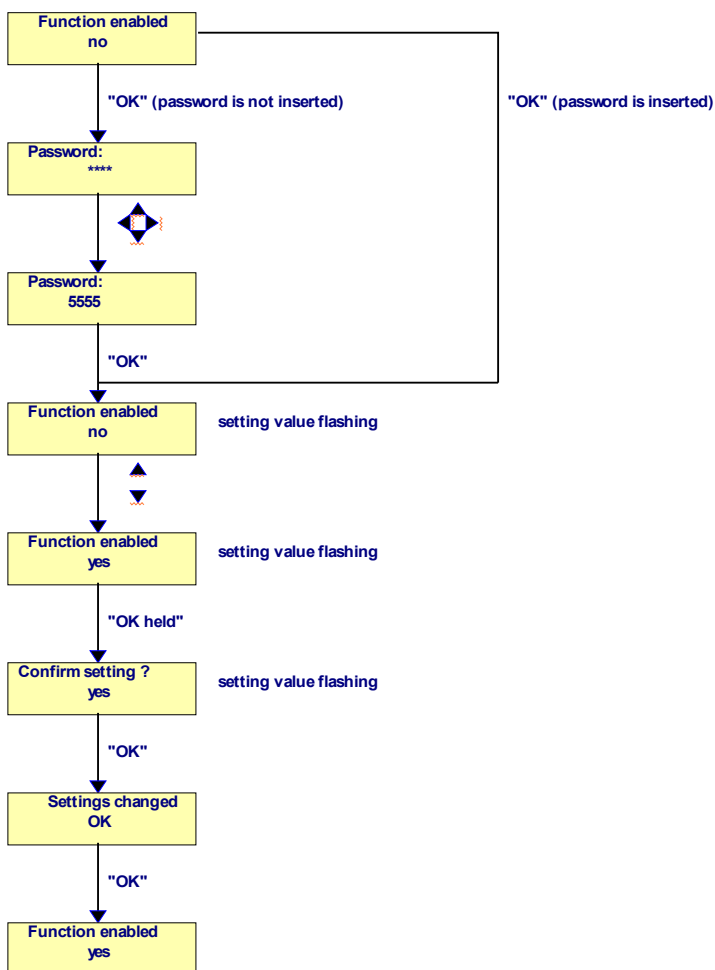 Function enabled
no
"OK" (password is not inserted)
"OK" (password is inserted)
Password:
****
Password:
5555
"OK"
Function enabled
no
setting value flashing
Function enabled
yes
setting value flashing
"OK held"
Confirm setting ?
yes
setting value flashing
"OK"
Settings changed
OK
"OK"
Function enabled
yes